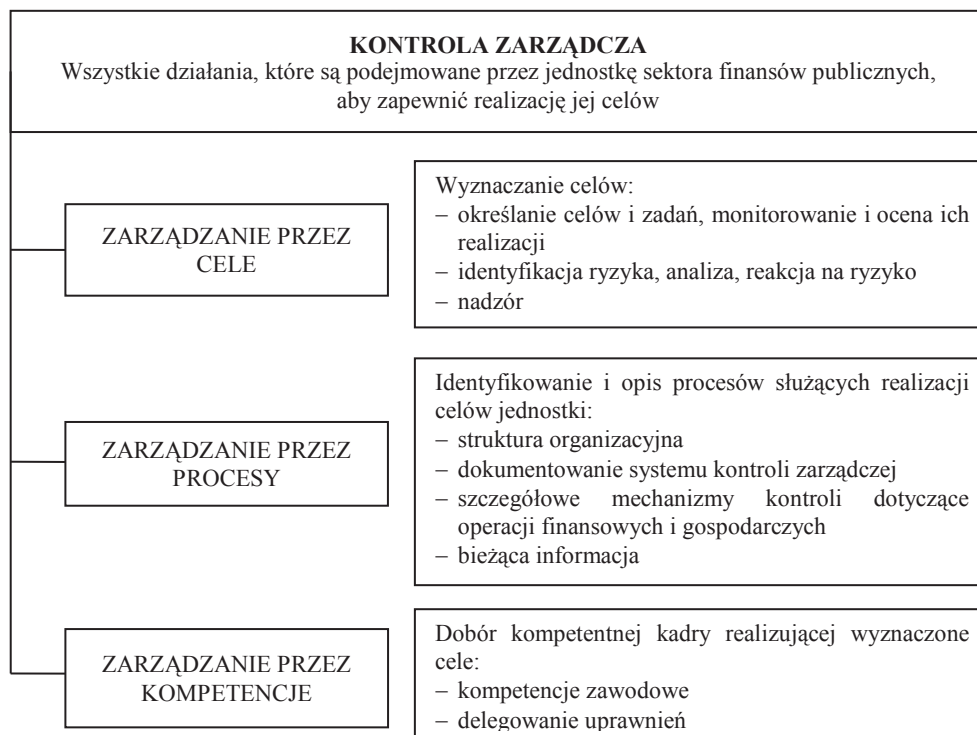 KONTROLA ZARZĄDCZA
Wszystkie działania, które są podejmowane przez jednostkę sektora finansów publicznych,
aby zapewnić realizację jej celów
ZARZĄDZANIE PRZEZ
CELE
Wyznaczanie celów:
– określanie celów i zadań, monitorowanie i ocena ich
realizacji
– identyfikacja ryzyka, analiza, reakcja na ryzyko
– nadzór
ZARZĄDZANIE PRZEZ
PROCESY
Identyfikowanie i opis procesów służących realizacji
celów jednostki:
– struktura organizacyjna
– dokumentowanie systemu kontroli zarządczej
– szczegółowe mechanizmy kontroli dotyczące
operacji finansowych i gospodarczych
– bieżąca informacja
ZARZĄDZANIE PRZEZ
KOMPETENCJE
Dobór kompetentnej kadry realizującej wyznaczone
cele:
– kompetencje zawodowe
– delegowanie uprawnień